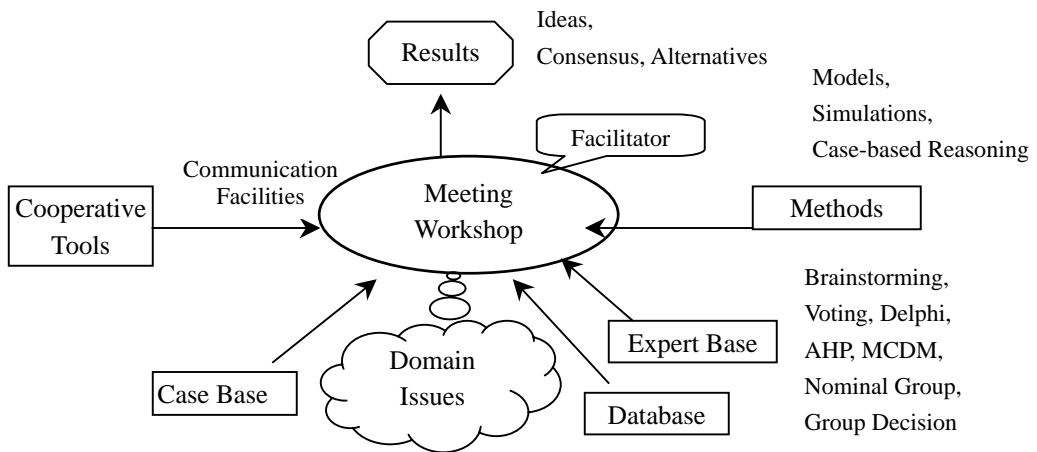 Ideas,
Consensus, Alternatives
Results
Models,
Simulations,
Case-based Reasoning
Facilitator
Communication
Facilities
Cooperative
Tools
Meeting
Workshop
Methods
Brainstorming,
Voting, Delphi,
AHP, MCDM,
Nominal Group,
Group Decision
Expert Base
Domain
Issues
Case Base
Database